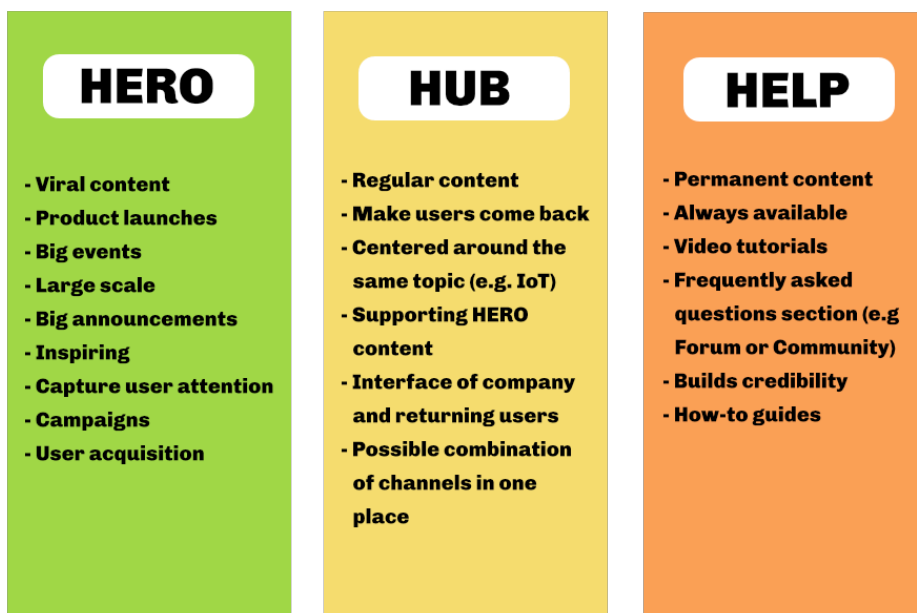 HERO
- Viral content
- Product launches
- Big events
- Large scale
- Big announcements
- Inspiring
- Capture user attention
- Campaigns
- User acquisition
HUB
- Regular content
- Make users come back
- Centered around the
same topic (e.g. IoT)
- Supporting HERO
content
- Interface of company
and returning users
- Possible combination
of channels in one
place
HELP
- Permanent content
- Always available
- Video tutorials
- Frequently asked
questions section (e.g
Forum or Community)
- Builds credibility
- How-to guides